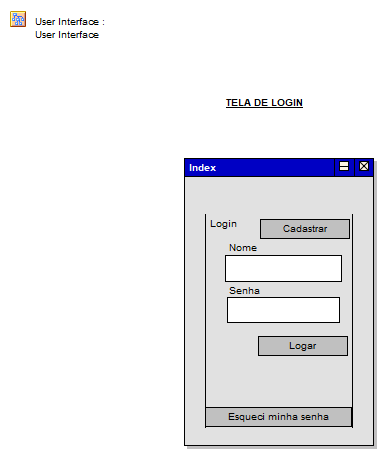 User Interface :
User Interface
TELA DE LOGIN
Index
Login
Cadastrar
Nome
Senha
Logar
Esqueci minha senha